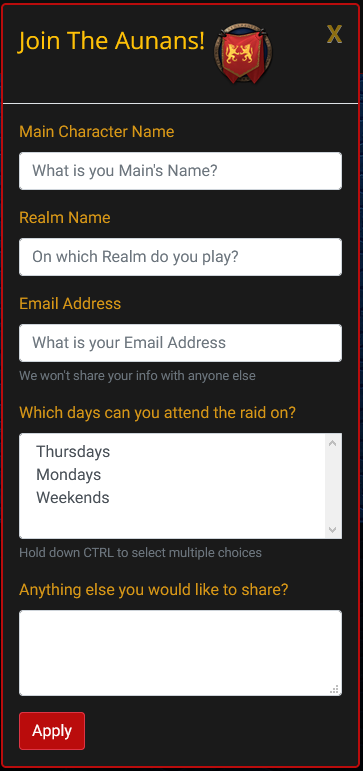 Join The Aunans!
X
Main Character Name
What is you Main's Name?
Realm Name
On which Realm do you play?
Email Address
What is your Email Address
We won't share your info with anyone else
Which days can you attend the raid on?
Thursdays
Mondays
Weekends
Hold down CTRL to select multiple choices
Anything else you would like to share?
Apply